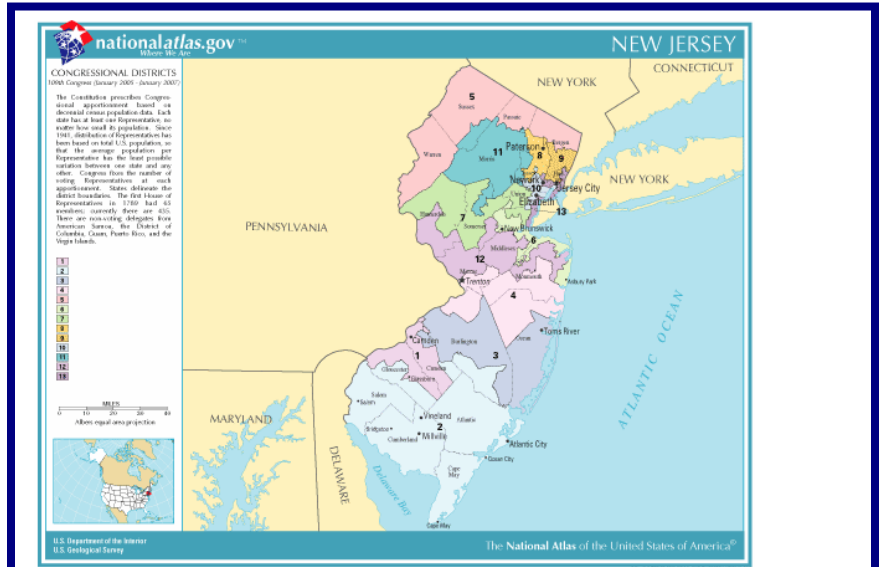 nationalatlas.gov™
Where We Are
NEW JERSEY
CONGRESSIONAL DISTRICTS
109th Congress (January 2005 - January 2007)
The Constitution prescribes Congres-
sional apportionment based on
decennial census population data. Each
state has at least one Representative, no
matter how small its population. Since
1941, distribution of Representatives has
been based on total U.S. population, so
that the average population per
Representative has the least possible
variation between one state and any
other. Congress fixes the number of
voting Representatives at each
apportionment. States delineate the
district boundaries. The first House of
Representatives in 1789 had 65
members; currently there are 435.
There are non-voting delegates from
American Samoa, the District of
Columbia, Guam, Puerto Rico, and the
Virgin Islands.
1
2
3
4
5
6
7
8
9
10
11
12
13
MILES
0 10 20 30 40
Albers equal area projection
CONNECTICUT
NEW YORK
5
Sussex
Passaic
Bergen
Paterson
11
8
9
Warren
Morris
Newark
10
Jersey City
NEW YORK
Union
Elizabeth
13
Hunterdon
7
Somerset
New Brunswick
6
PENNSYLVANIA
Middlesex
12
Mercer
Trenton
Monmouth
Asbury Park
4
Toms River
Ocean
Camden
Burlington
1
3
Camden
Gloucester
Glassboro
ATLANTIC OCEAN
Salem
Salem
MARYLAND
Vineland
Atlantic
2
Bridgeton
Millville
Cumberland
Atlantic City
Ocean City
DELAWARE
Cape
May
Delaware Bay
Cape May
U.S. Department of the Interior
U.S. Geological Survey
The National Atlas of the United States of America©